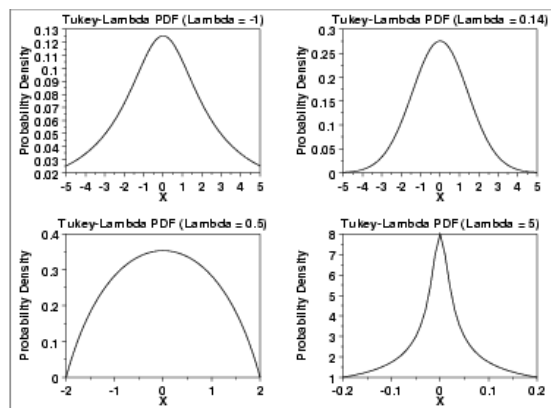 Tukey-Lambda PDF (Lambda = -1)
0.13
0.12
0.11
0.1
0.09
0.08
0.07
0.06
0.05
0.04
0.03
0.02
Probability Density
-5 -4 -3 -2 -1 0 1 2 3 4 5
X
Tukey-Lambda PDF (Lambda = 0.14)
0.3
0.25
0.2
0.15
0.1
0.05
0
Probability Density
-5 -4 -3 -2 -1 0 1 2 3 4 5
X
Tukey-Lambda PDF (Lambda = 0.5)
0.4
0.3
0.2
0.1
0
Probability Density
-2 -1 0 1 2
X
Tukey-Lambda PDF (Lambda = 5)
8
7
6
5
4
3
2
1
Probability Density
-0.2 -0.1 0 0.1 0.2
X